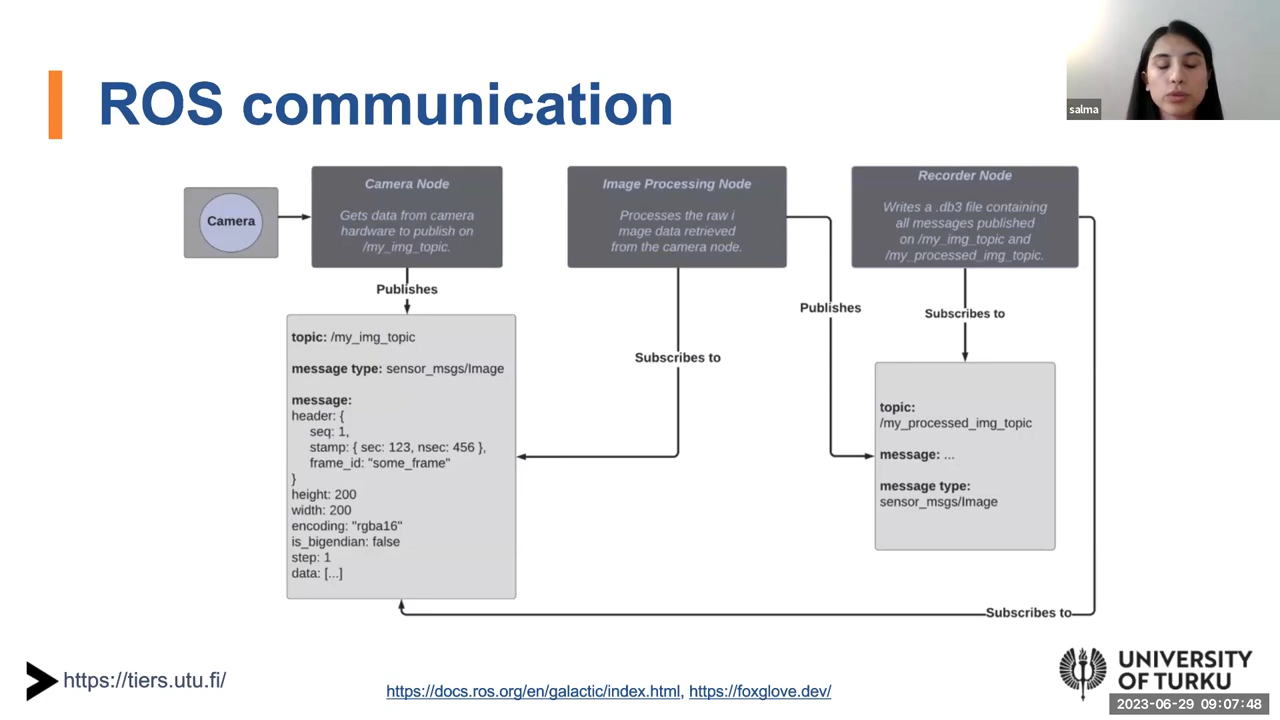 salma
ROS communication
Camera
Camera Node
Gets data from camera
hardware to publish on
/my_img_topic.
Image Processing Node
Processes the raw i
mage data retrieved
from the camera node.
Recorder Node
Writes a .db3 file containing
all messages published
on /my_img_topic and
/my_processed_img_topic.
Publishes
Subscribes to
Publishes
Subscribes to
topic: /my_img_topic
message type: sensor_msgs/Image
message:
header: {
seq: 1,
stamp: { sec: 123, nsec: 456 },
frame_id: "some_frame"
}
height: 200
width: 200
encoding: "rgba16"
is_bigendian: false
step: 1
data: [...]
topic:
/my_processed_img_topic
message: ...
message type:
sensor_msgs/Image
Subscribes to
https://tiers.utu.fi/
https://docs.ros.org/en/galactic/index.html, https://foxglove.dev/
UNIVERSITY
OF TURKU
2023-06-29 09:07:48